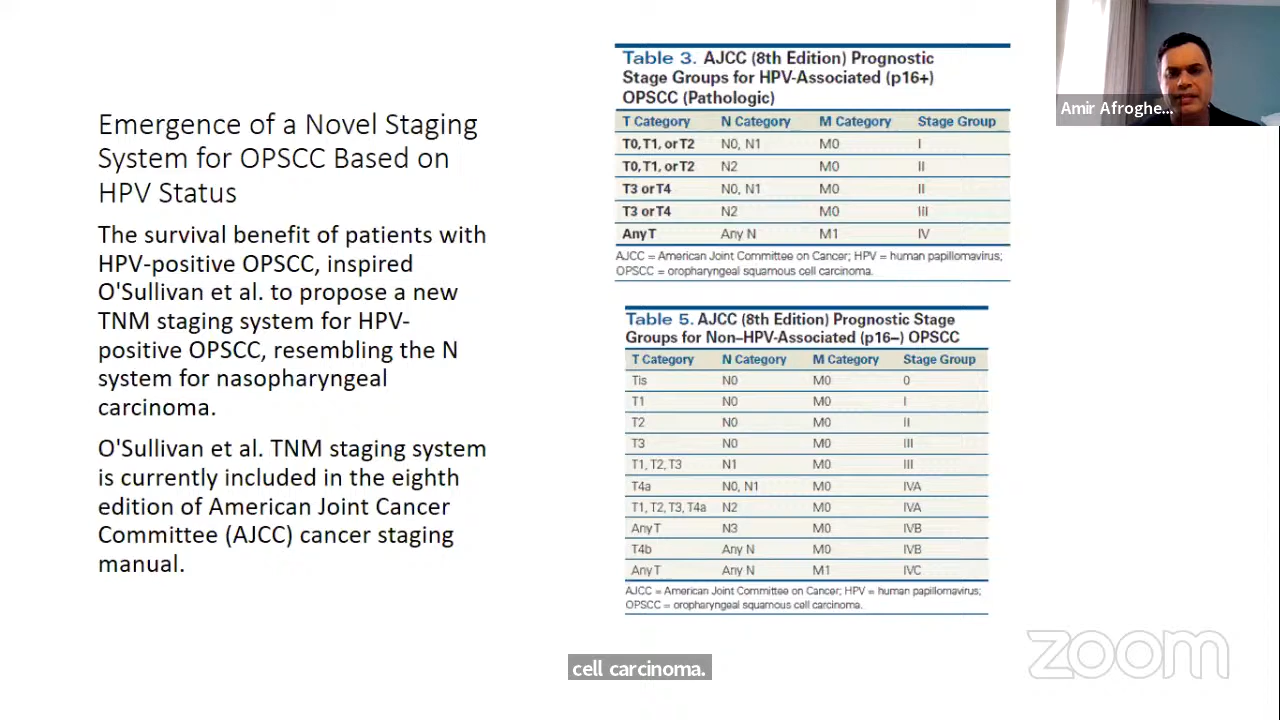 Emergence of a Novel Staging
System for OPSCC Based on
HPV Status
The survival benefit of patients with
HPV-positive OPSCC, inspired
O'Sullivan et al. to propose a new
TNM staging system for HPV-
positive OPSCC, resembling the N
system for nasopharyngeal
carcinoma.
O'Sullivan et al. TNM staging system
is currently included in the eighth
edition of American Joint Cancer
Committee (AJCC) cancer staging
manual.
Table 3. AJCC (8th Edition) Prognostic
Stage Groups for HPV-Associated (p16+)
OPSCC (Pathologic)
T Category N Category M Category Stage Group
T0, T1, or T2 N0, N1 M0 I
T0, T1, or T2 N2 M0 II
T3 or T4 N0, N1 M0 II
T3 or T4 N2 M0 III
Any T Any N M1 IV
AJCC = American Joint Committee on Cancer; HPV = human papillomavirus;
OPSCC = oropharyngeal squamous cell carcinoma.
Table 5. AJCC (8th Edition) Prognostic Stage
Groups for Non–HPV-Associated (p16–) OPSCC
T Category N Category M Category Stage Group
Tis N0 M0 0
T1 N0 M0 I
T2 N0 M0 II
T3 N0 M0 III
T1, T2, T3 N1 M0 III
T4a N0, N1 M0 IVA
T1, T2, T3, T4a N2 M0 IVA
Any T N3 M0 IVB
T4b Any N M0 IVB
Any T Any N M1 IVC
AJCC = American Joint Committee on Cancer; HPV = human papillomavirus;
OPSCC = oropharyngeal squamous cell carcinoma.
Amir Afroghe...
zoom
cell carcinoma.